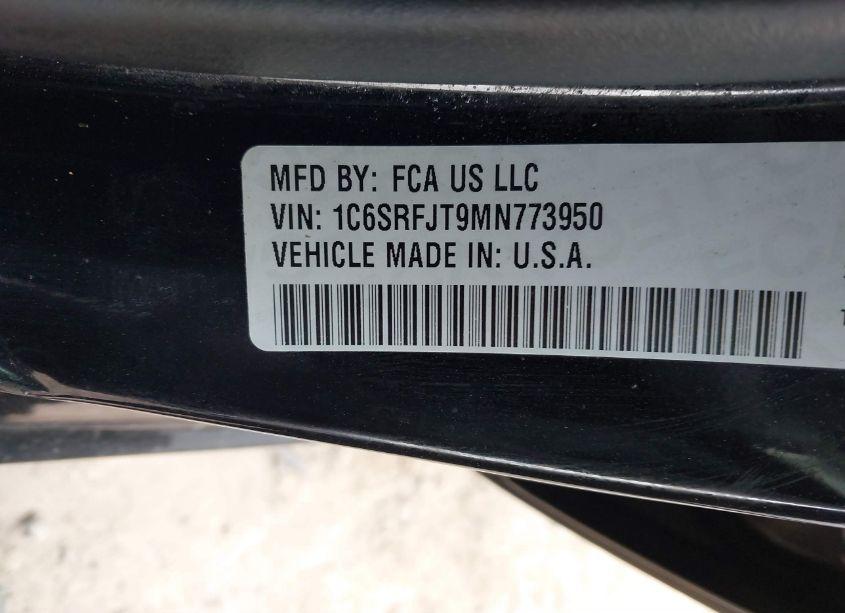 MFD BY: FCA US LLC
VIN: 1C6SRFJT9MN773950
VEHICLE MADE IN: U.S.A.